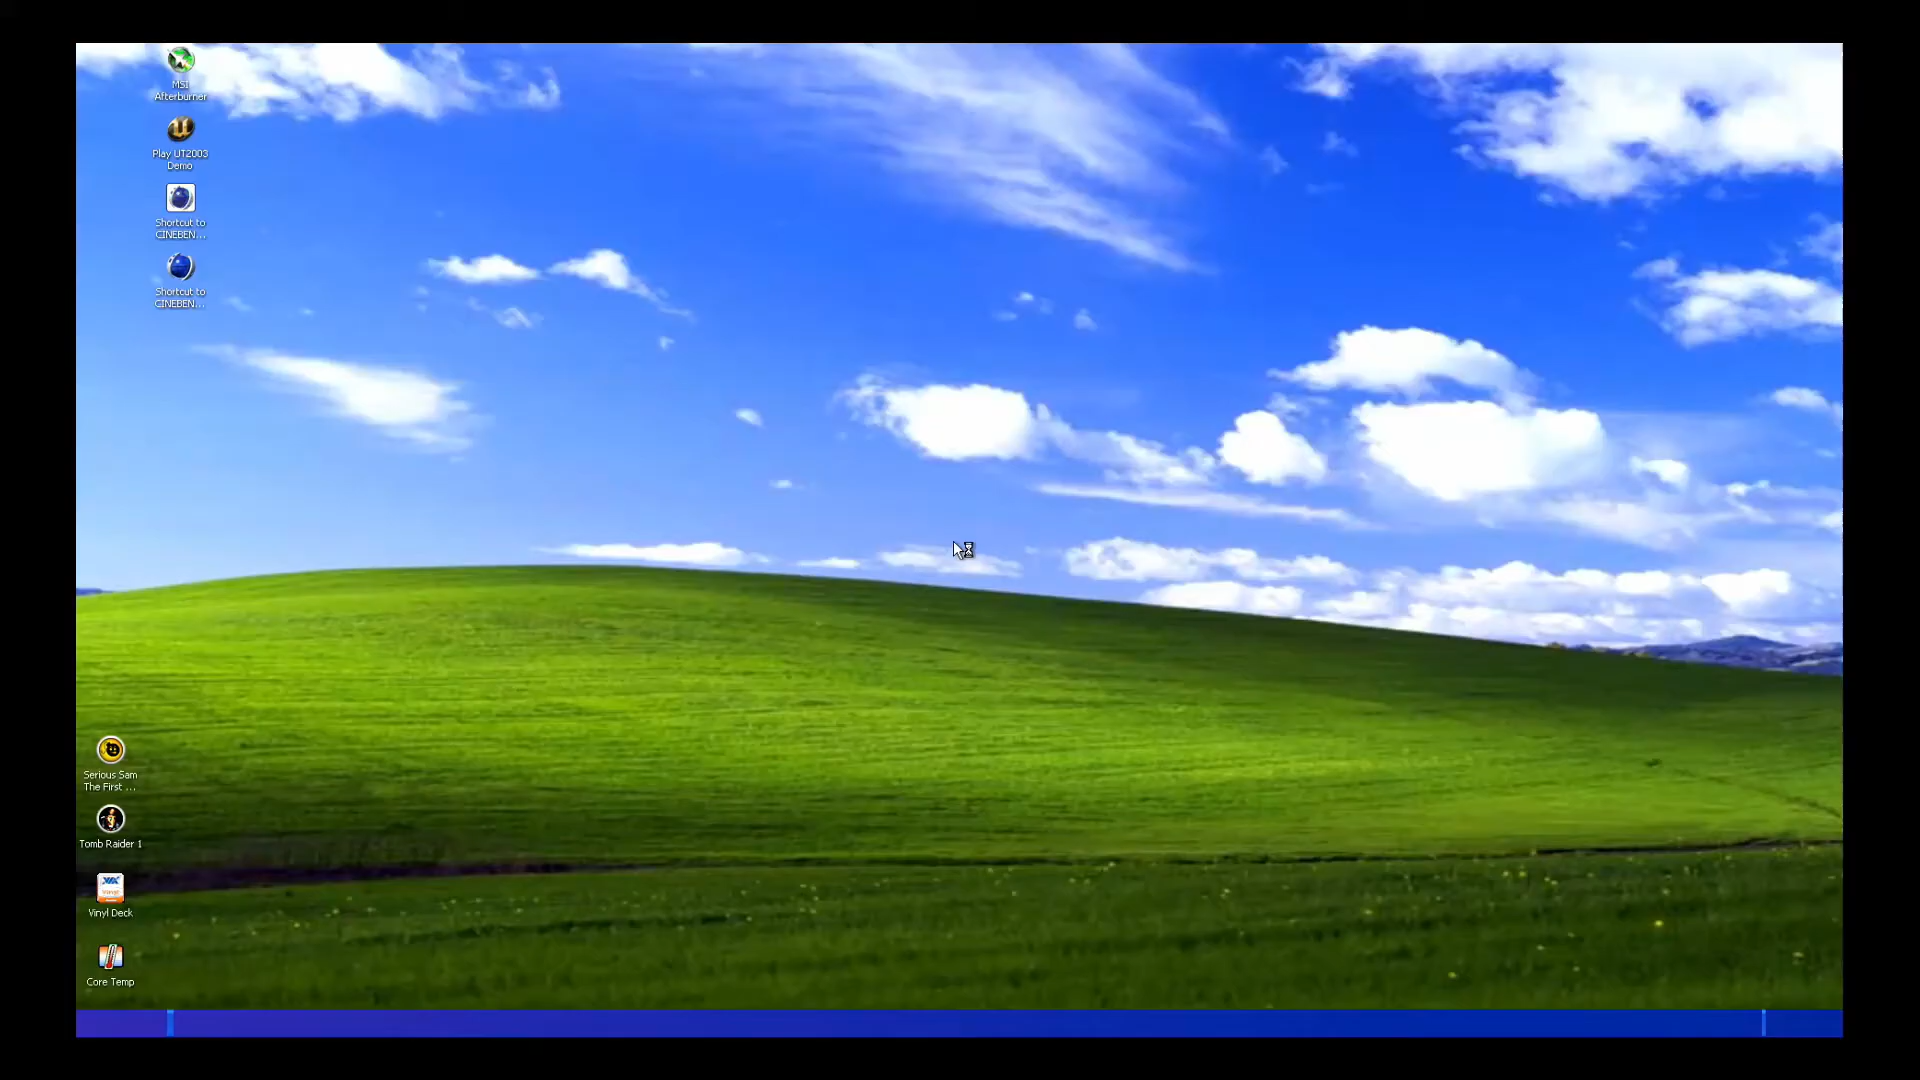 MSI
Afterburner
Play UT2003
Demo
Shortcut to
CINEBEN...
Shortcut to
CINEBEN...
Serious Sam
The First ...
Tomb Raider 1
VIA
Vinyl Deck
Core Temp